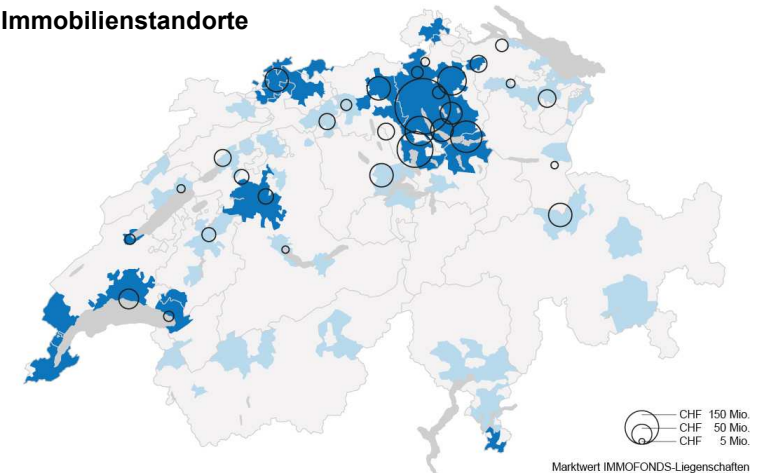 Immobilienstandorte
CHF 150 Mio.
CHF 50 Mio.
CHF 5 Mio.
Marktwert IMMOFONDS-Liegenschaften